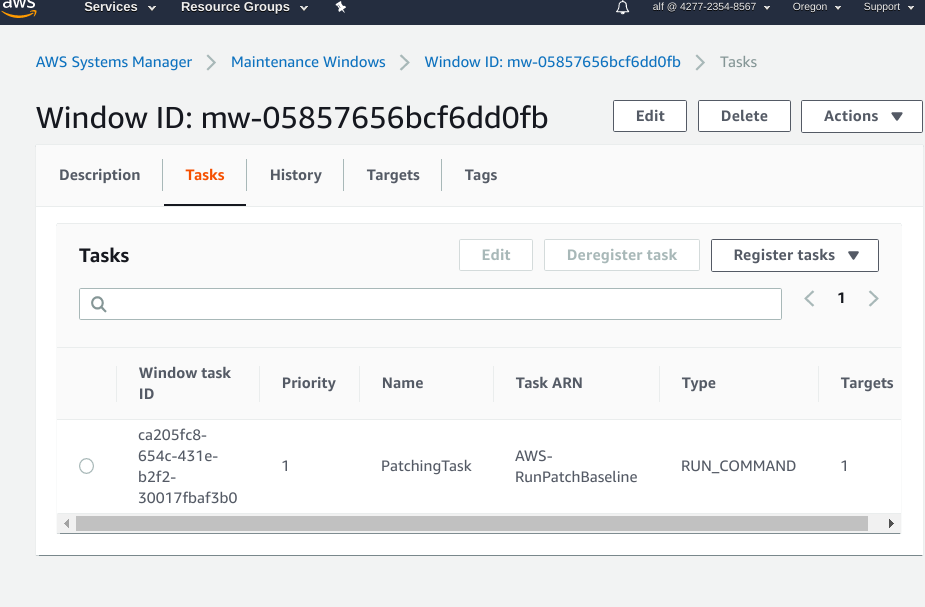 aws Services Resource Groups alf @ 4277-2354-8567 Oregon Support
AWS Systems Manager Maintenance Windows Window ID: mw-05857656bcf6dd0fb Tasks
Window ID: mw-05857656bcf6dd0fb Edit Delete Actions
Description Tasks History Targets Tags
Tasks Edit Deregister task Register tasks
1
Window task
ID
Priority Name Task ARN Type Targets
ca205fc8-
654c-431e-
b2f2-
30017fbaf3b0
1 PatchingTask
AWS-
RunPatchBaseline
RUN_COMMAND 1